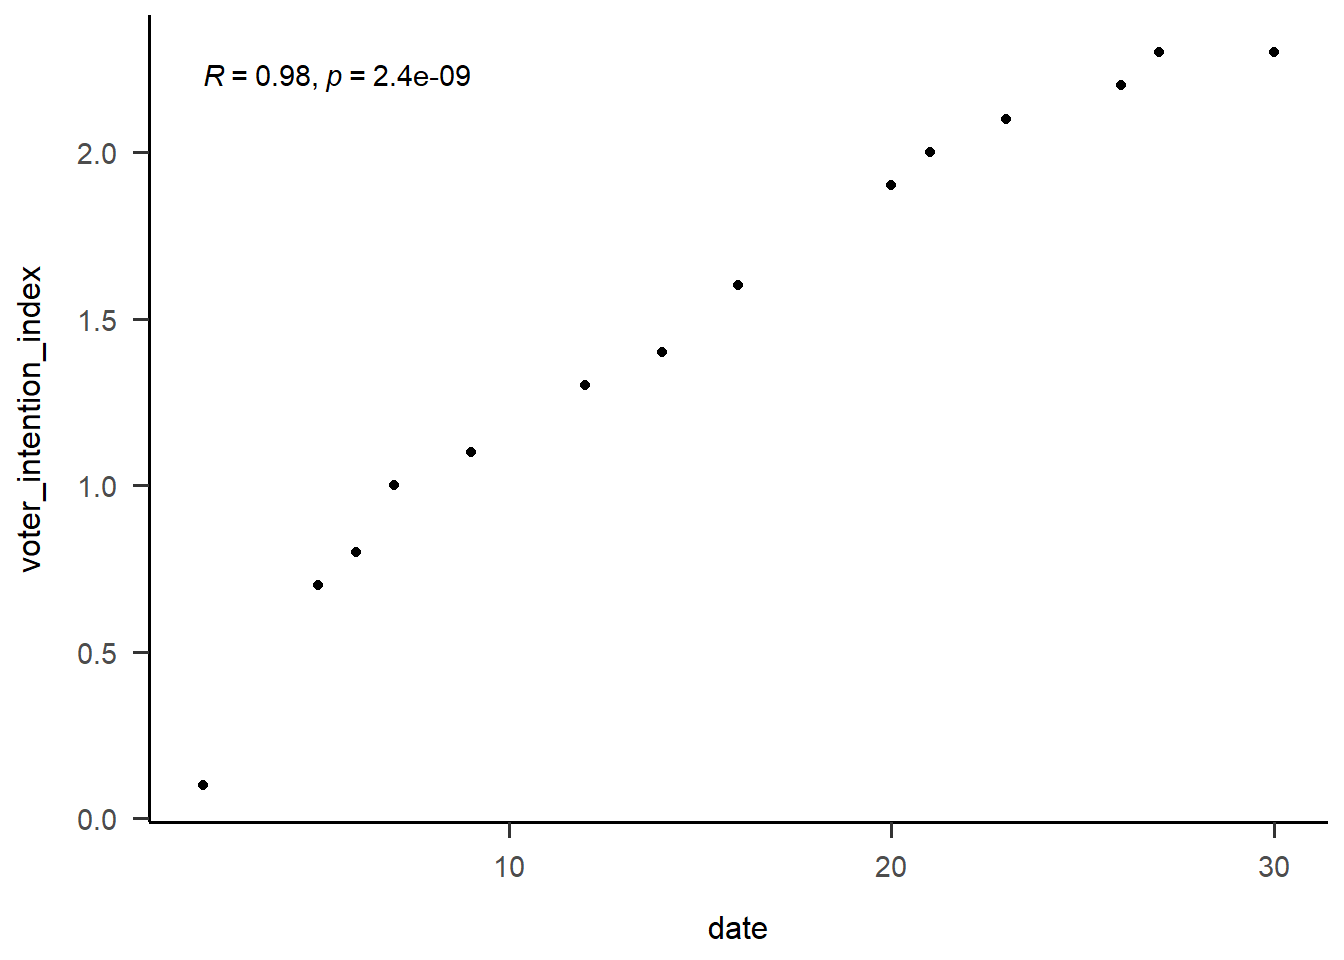 R = 0.98, p = 2.4e-09
voter_intention_index
2.0
1.5
1.0
0.5
0.0
10 20 30
date